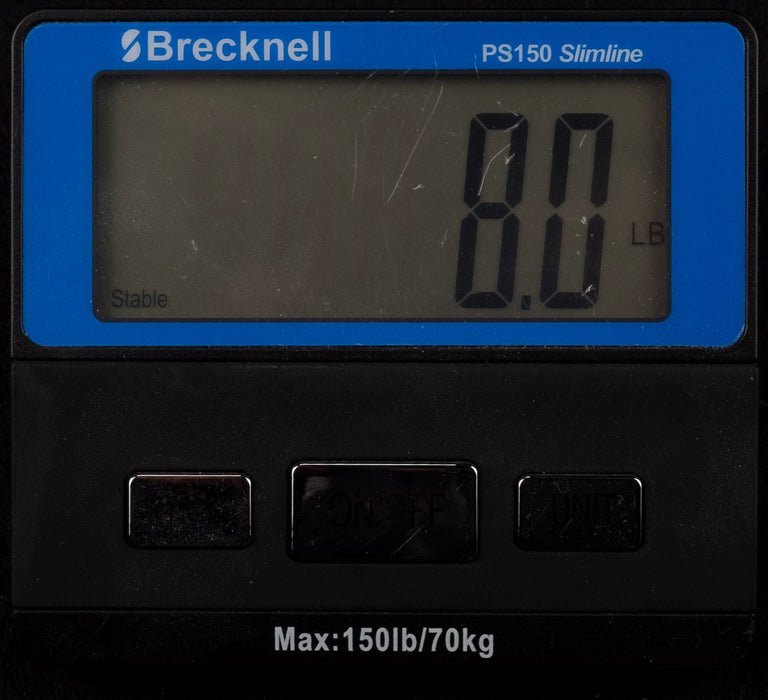 Brecknell
PS150 Slimline
8.0
LB
Stable
ON/OFF
UNIT
Max:150lb/70kg